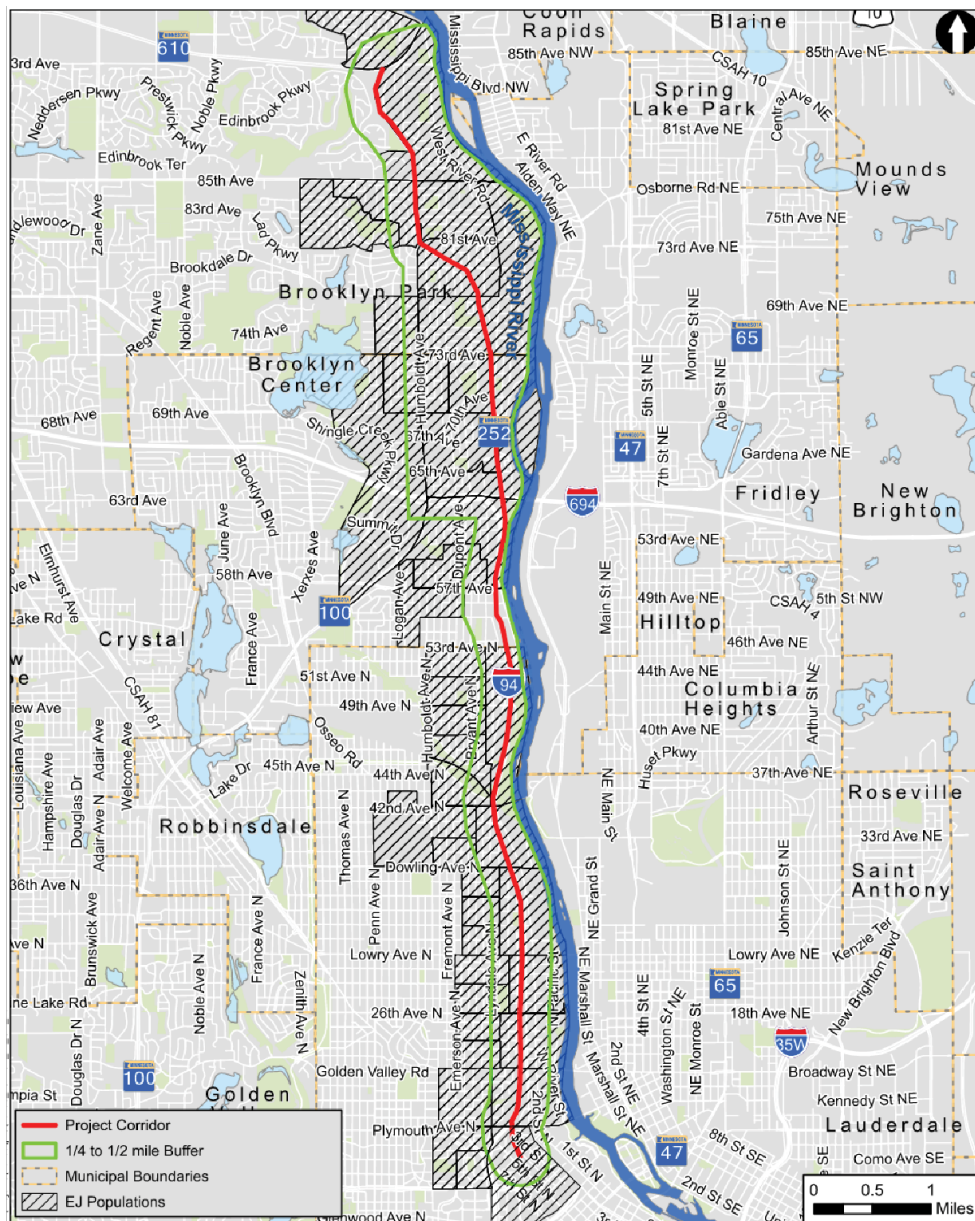 Coon
Rapids
Blaine
10
MINNESOTA
610
85th Ave NW
85th Ave NE
CSAH 10
3rd Ave
Mississippi Blvd NW
Neddersen Pkwy
Prestwick Pkwy
Noble Pkwy
Edinbrook Pkwy
Spring
Lake Park
Central Ave NE
81st Ave NE
Edinbrook Ter
West River Rd
E River Rd
Alden Way NE
Mounds
View
85th Ave
Osborne Rd NE
83rd Ave
Zane Ave
Lad Pkwy
Mississippi River
75th Ave NE
81st Ave
73rd Ave NE
Brookdale Dr
Brooklyn Park
Regent Ave
Noble Ave
74th Ave
69th Ave NE
Monroe St NE
MINNESOTA
65
Humboldt Ave
73rd Ave
Brooklyn
Center
5th St NE
Able St NE
68th Ave
69th Ave
70th Ave
MINNESOTA
252
Shingle Creek Pkwy
67th Ave
MINNESOTA
47
7th St NE
65th Ave
Gardena Ave NE
63rd Ave
Brooklyn Blvd
694
Fridley
New
Brighton
June Ave
Xerxes Ave
Summit Dr
Dupont Ave
53rd Ave NE
Elmhurst Ave
58th Ave
57th Ave
Main St NE
49th Ave NE
CSAH 4
5th St NW
Lake Rd
MINNESOTA
100
Logan Ave
Hilltop
Crystal
France Ave
46th Ave NE
53rd Ave N
51st Ave N
94
44th Ave NE
Columbia
Heights
Arthur St NE
CSAH 81
49th Ave N
Humboldt Ave N
Bryant Ave N
40th Ave NE
Huset Pkwy
Osseo Rd
45th Ave N
Lake Dr
44th Ave N
37th Ave NE
Louisiana Ave
Hampshire Ave
Douglas Dr
Adair Ave N
Adair Ave
Welcome Ave
42nd Ave N
NE Main St
Roseville
Robbinsdale
Thomas Ave N
33rd Ave NE
Dowling Ave N
36th Ave N
Saint
Anthony
Penn Ave N
Fremont Ave N
NE Grand St
Johnson St NE
Brunswick Ave
France Ave N
Kenzie Ter
Lowry Ave N
Lowry Ave NE
Noble Ave N
Zenith Ave N
NE Marshall St
MINNESOTA
65
New Brighton Blvd
26th Ave N
4th St NE
18th Ave NE
Douglas Dr N
Emerson Ave N
Washington St NE
NE Monroe St
35W
MINNESOTA
100
Golden Valley Rd
Broadway St NE
2nd St NE
Marshall St NE
Kennedy St NE
Golden
Plymouth Ave N
Lauderdale
1st St N
8th St SE
MINNESOTA
47
Como Ave SE
2nd St SE
Glenwood Ave N
Project Corridor
1/4 to 1/2 mile Buffer
Municipal Boundaries
EJ Populations
0 0.5 1
Miles